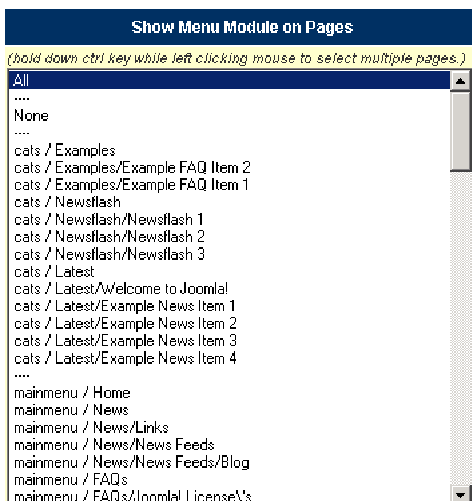 Show Menu Module on Pages
(hold down ctrl key while left clicking mouse to select multiple pages.)
All
....
None
....
cats / Examples
cats / Examples/Example FAQ Item 2
cats / Examples/Example FAQ Item 1
cats / Newsflash
cats / Newsflash/Newsflash 1
cats / Newsflash/Newsflash 2
cats / Newsflash/Newsflash 3
cats / Latest
cats / Latest/Welcome to Joomla!
cats / Latest/Example News Item 1
cats / Latest/Example News Item 2
cats / Latest/Example News Item 3
cats / Latest/Example News Item 4
....
mainmenu / Home
mainmenu / News
mainmenu / News/Links
mainmenu / News/News Feeds
mainmenu / News/News Feeds/Blog
mainmenu / FAQs
mainmenu / FAQs/Joomla! License\'s